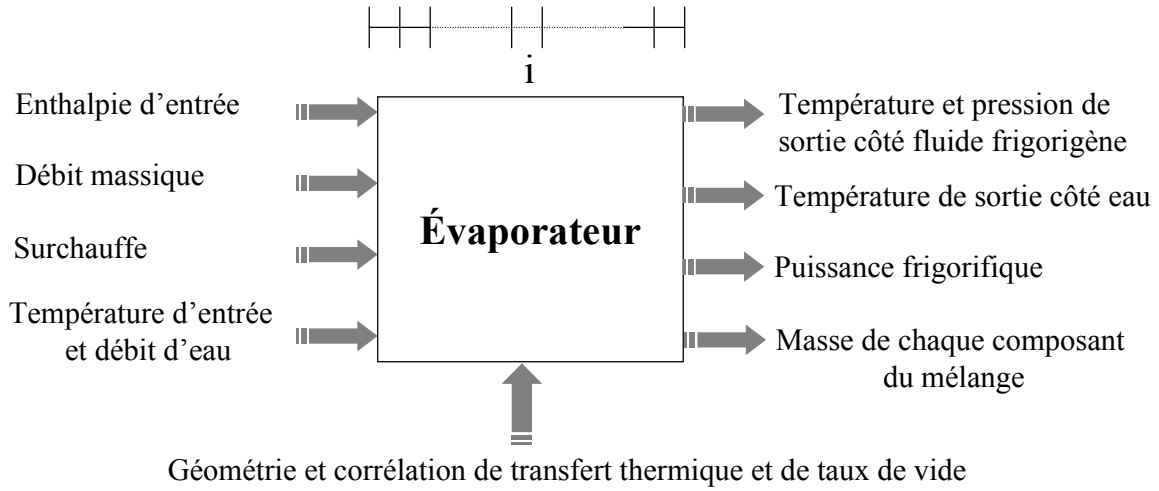 i
Enthalpie d’entrée
Débit massique
Surchauffe
Température d’entrée
et débit d’eau
Évaporateur
Température et pression de
sortie côté fluide frigorigène
Température de sortie côté eau
Puissance frigorifique
Masse de chaque composant
du mélange
Géométrie et corrélation de transfert thermique et de taux de vide